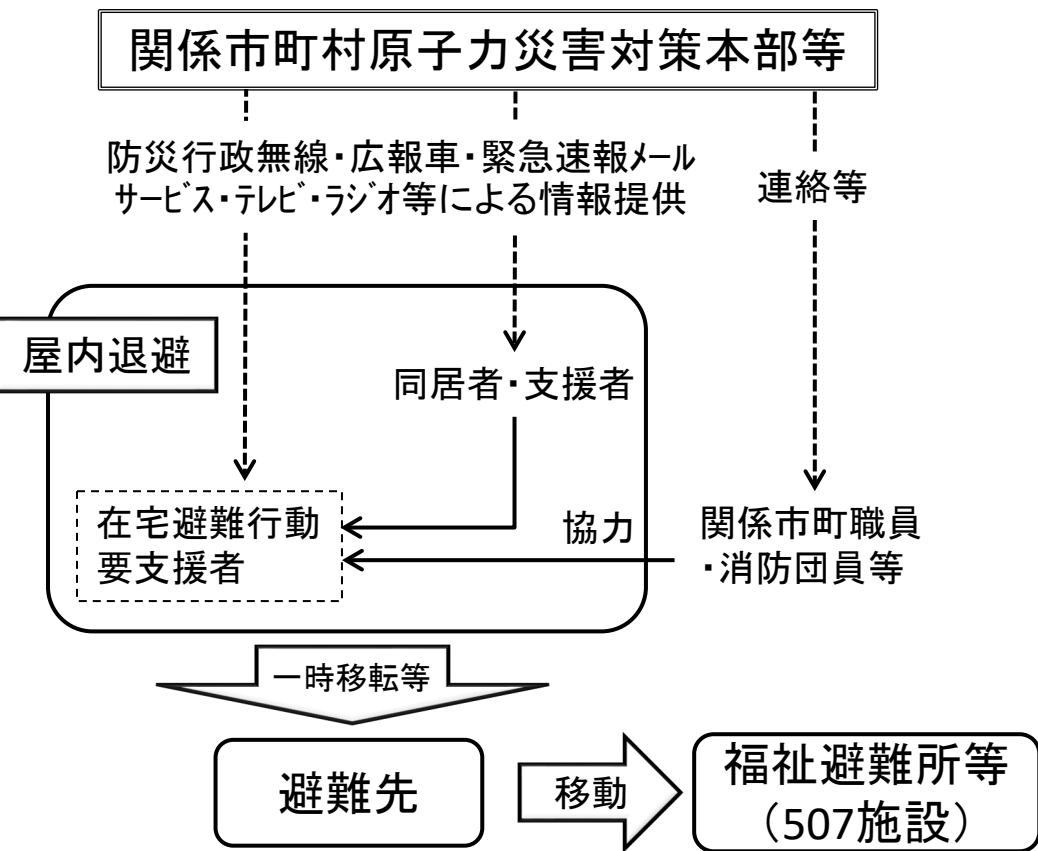 関係市町村原子力災害対策本部等
防災行政無線・広報車・緊急速報ﾒｰﾙ
ｻｰﾋﾞｽ・ﾃﾚﾋﾞ・ﾗｼﾞｵ等による情報提供
連絡等
屋内退避
同居者・支援者
在宅避難行動
要支援者
協力
関係市町職員
・消防団員等
一時移転等
避難先
移動
福祉避難所等
（507施設）